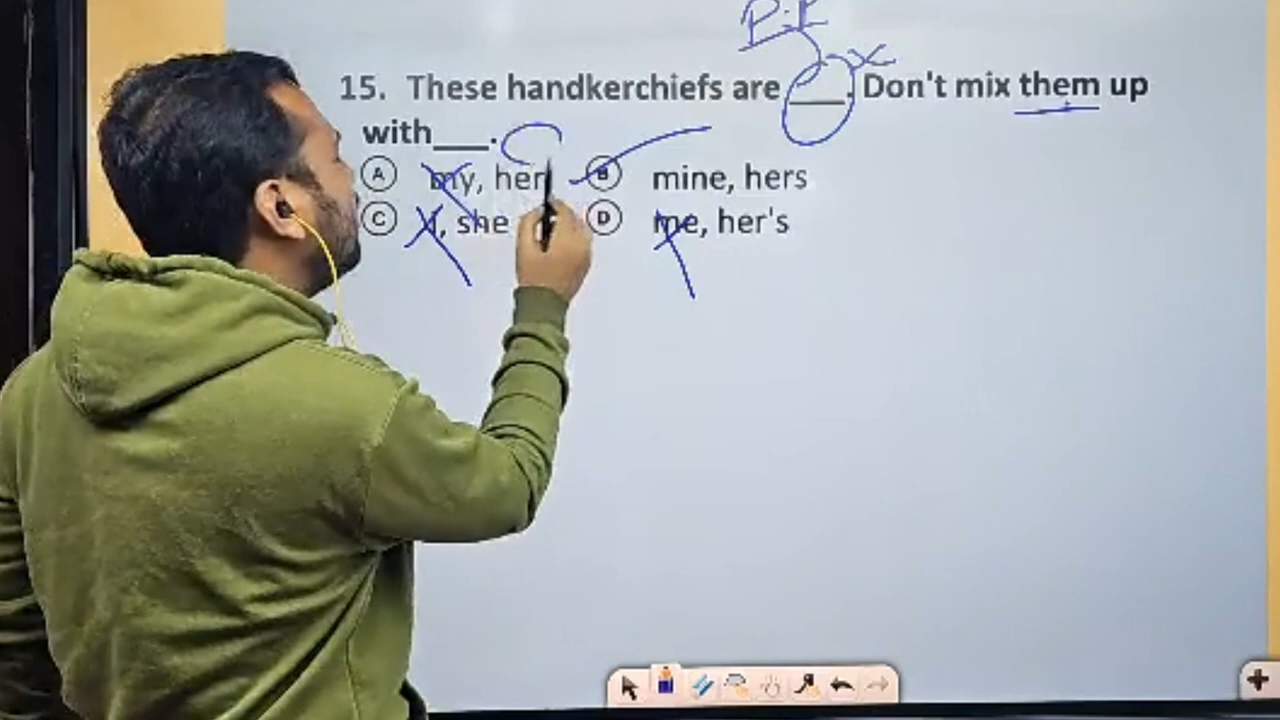 P.P
15. These handkerchiefs are ___. Don't mix them up
with___.
A my, her B mine, hers
C I, she D me, her's